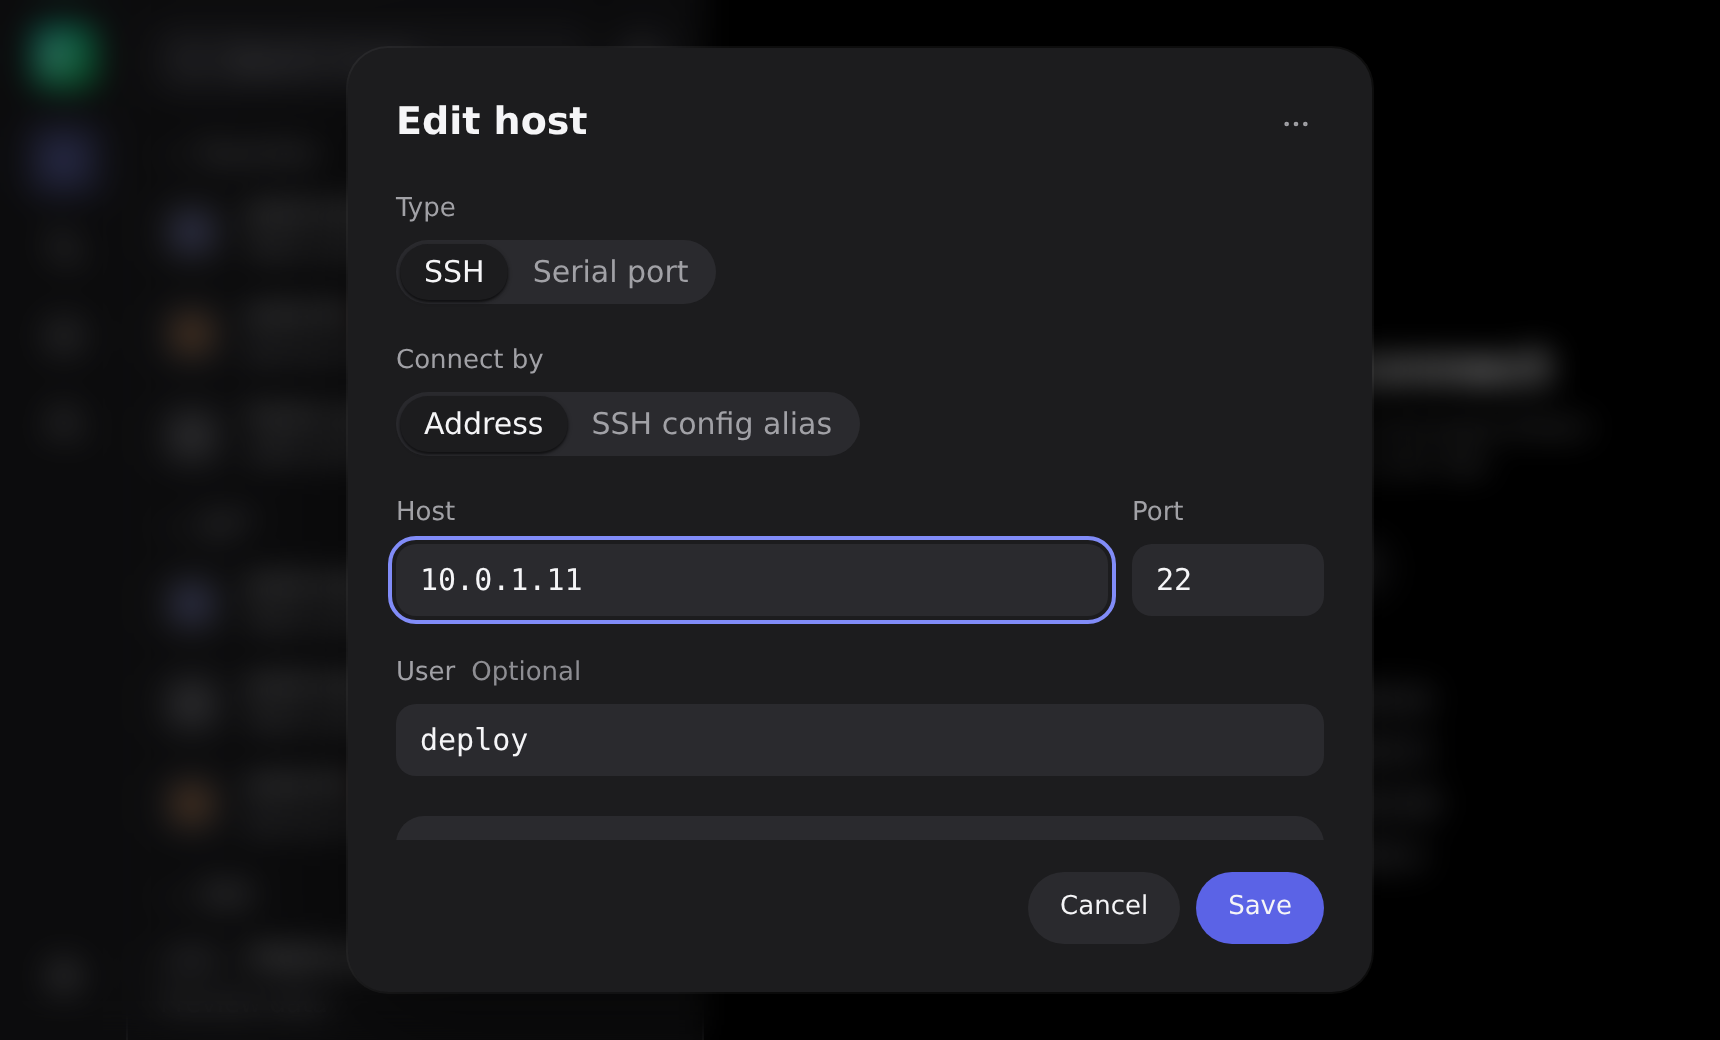 Edit host
Type
SSH Serial port
Connect by
Address SSH config alias
Host Port
10.0.1.11 22
User Optional
deploy
Cancel Save